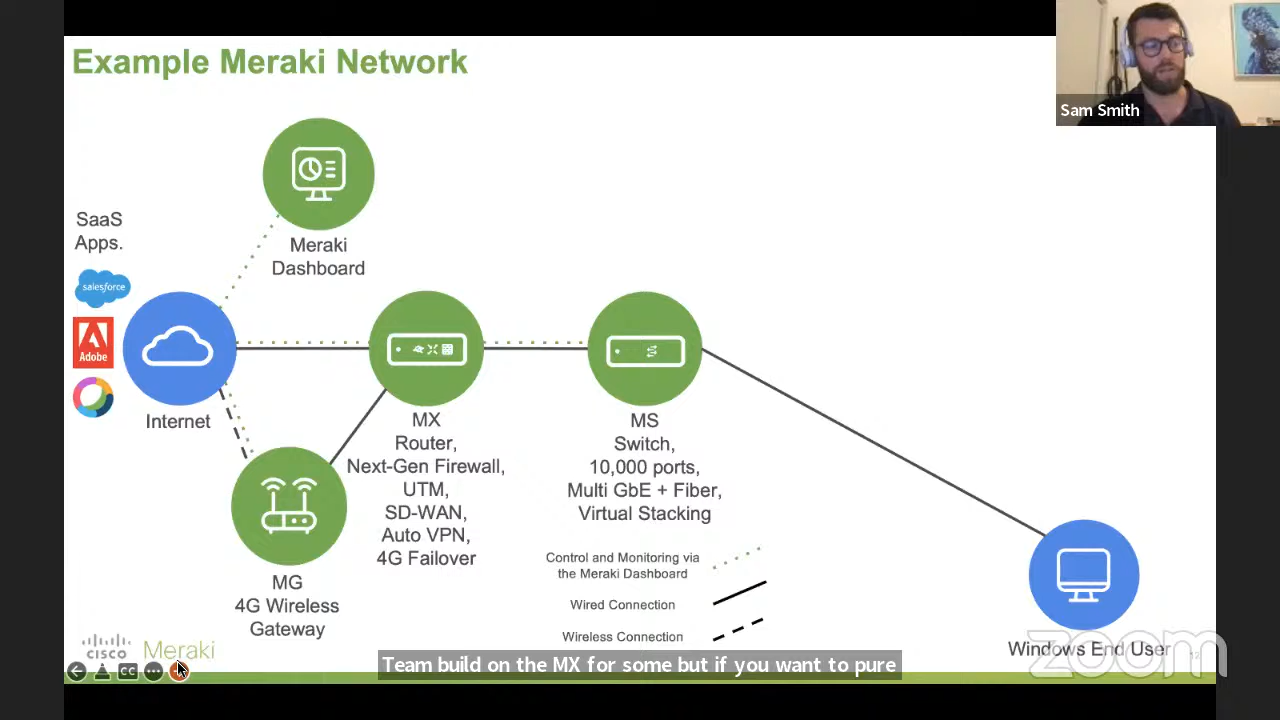 Example Meraki Network
Sam Smith
SaaS
Apps.
salesforce
Adobe
Internet
Meraki
Dashboard
MX
Router,
Next-Gen Firewall,
UTM,
SD-WAN,
Auto VPN,
4G Failover
MS
Switch,
10,000 ports,
Multi GbE + Fiber,
Virtual Stacking
MG
4G Wireless
Gateway
Control and Monitoring via
the Meraki Dashboard
Wired Connection
Wireless Connection
Windows End User
12
zoom
CISCO Meraki
CC
Team build on the MX for some but if you want to pure